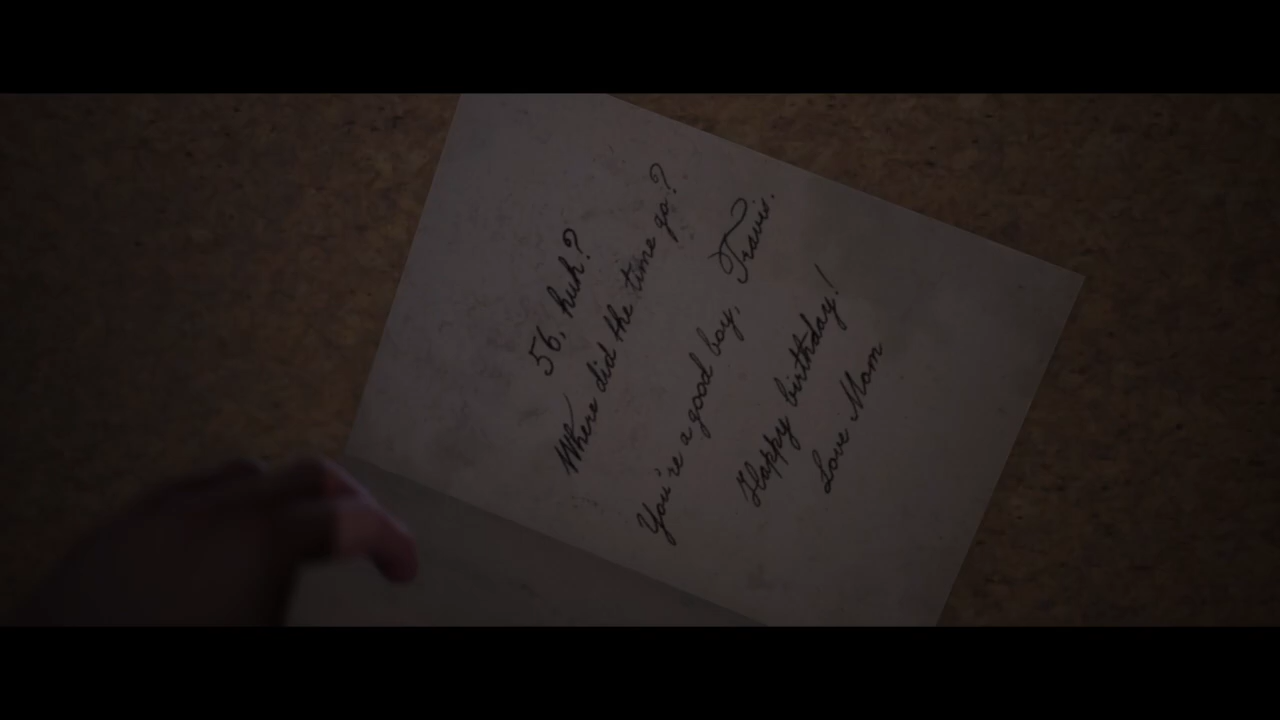 56, huh?
Where did the time go?
You're a good boy, Travis.
Happy birthday!
Love Mom